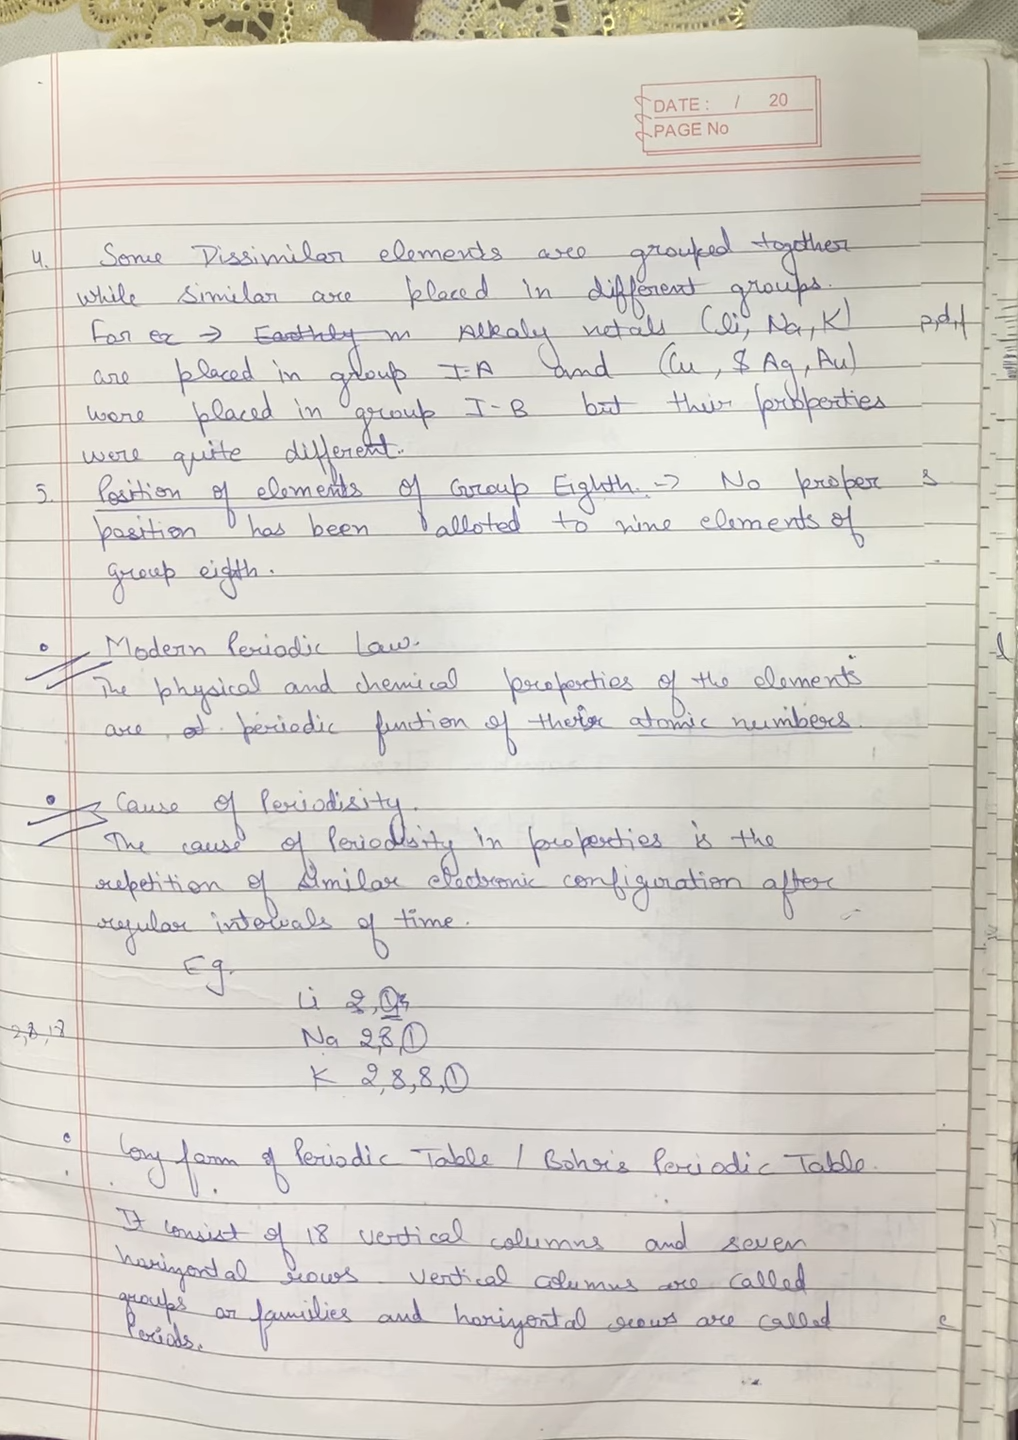 DATE: / 20
PAGE No
4. Some Dissimilar elements are grouped together
while similar are placed in different groups.
For ex → Earthly m Alkaly metals (Li, Na, K)
are placed in group I-A and (Cu, $ Ag, Au)
were placed in group I-B but their properties
were quite different.
5. Position of elements of Group Eighth. → No proper
position has been alloted to nine elements of
group eigth.
Modern Periodic Law.
The physical and chemical properties of the elements
are periodic function of their atomic numbers.
Cause of Periodisity.
The cause of Periodisity in properties is the
repetition of similar electronic configuration after
regular intervals of time.
Eg.
Li 2,1
Na 2,8,1
K 2,8,8,1
Long form of Periodic Table / Bohr's Periodic Table.
It consist of 18 vertical columns and seven
horizontal rows. vertical columns are called
groups or families and horizontal rows are called
Periods.
p,d,f
s